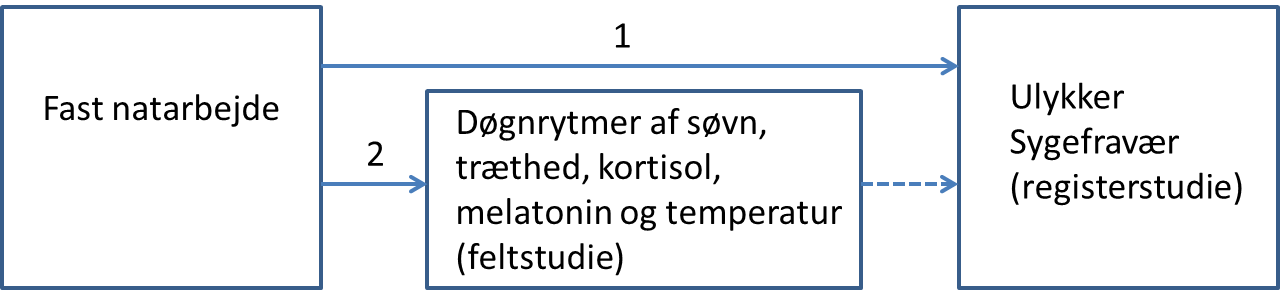 Fast natarbejde
1
2
Døgnrytmer af søvn,
træthed, kortisol,
melatonin og temperatur
(feltstudie)
Ulykker
Sygefravær
(registerstudie)